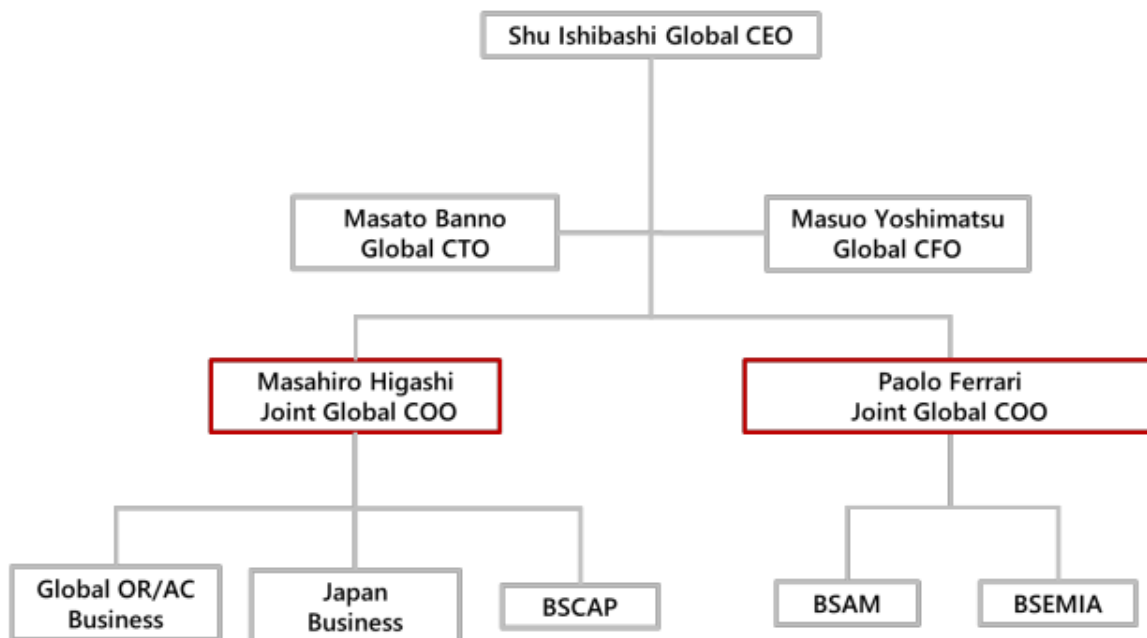 Shu Ishibashi Global CEO
Masato Banno
Global CTO
Masuo Yoshimatsu
Global CFO
Masahiro Higashi
Joint Global COO
Paolo Ferrari
Joint Global COO
Global OR/AC
Business
Japan
Business
BSCAP
BSAM
BSEMIA